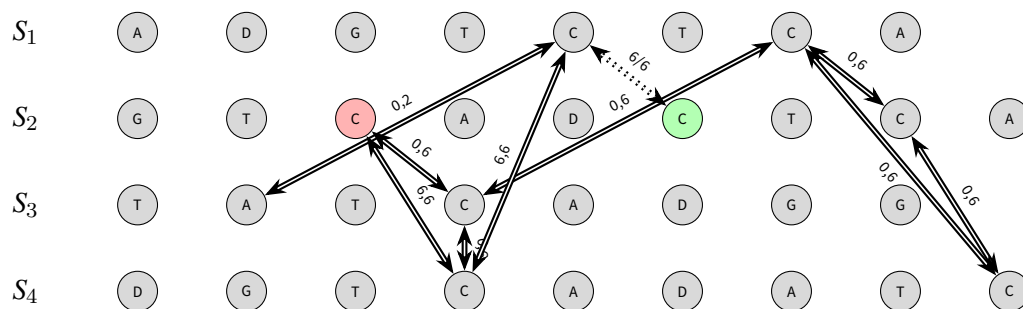 S1 A D G T C T C A
6/6 0,6
0,2 0,6
S2 G T C A D C T C A
0,6 6,6
6,6 0,6 0,6
S3 T A T C A D G G
S4 D G T C A D A T C